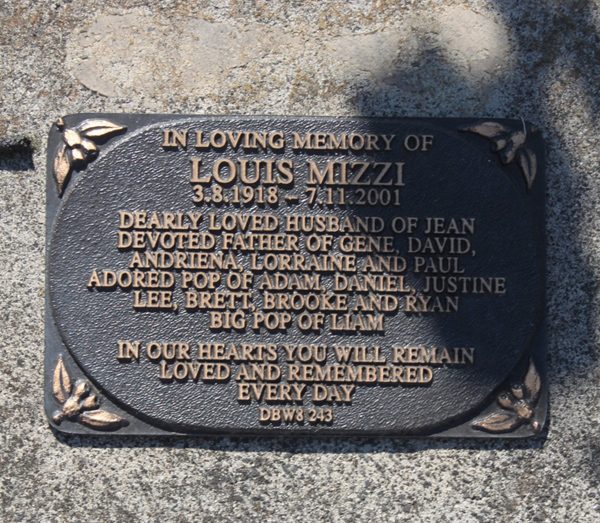 IN LOVING MEMORY OF
LOUIS MIZZI
3.8.1918 – 7.11.2001
DEARLY LOVED HUSBAND OF JEAN
DEVOTED FATHER OF GENE, DAVID,
ANDRIENA, LORRAINE AND PAUL
ADORED POP OF ADAM, DANIEL, JUSTINE
LEE, BRETT, BROOKE AND RYAN
BIG POP OF LIAM
IN OUR HEARTS YOU WILL REMAIN
LOVED AND REMEMBERED
EVERY DAY
DBW8 243